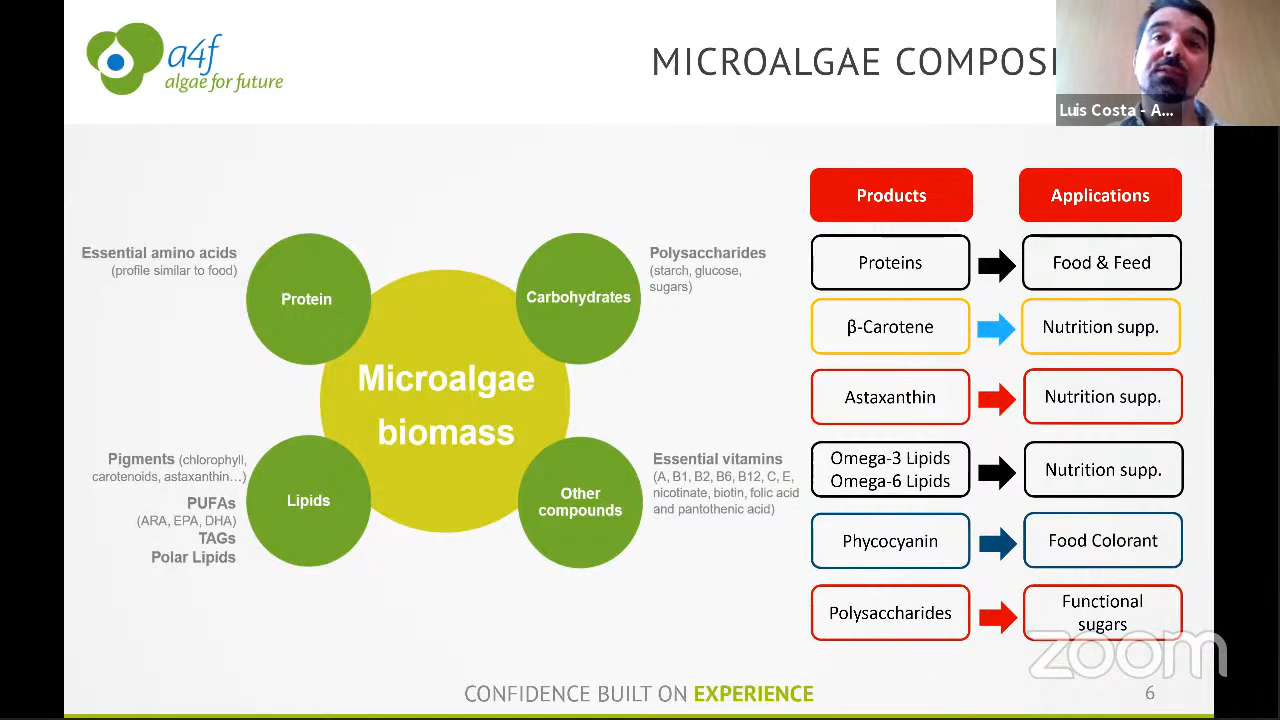 a4f
algae for future
MICROALGAE COMPOSI
Luis Costa - A...
Products
Applications
Essential amino acids
(profile similar to food)
Protein
Carbohydrates
Polysaccharides
(starch, glucose,
sugars)
Microalgae
biomass
Pigments (chlorophyll,
carotenoids, astaxanthin...)
PUFAs
(ARA, EPA, DHA)
TAGs
Polar Lipids
Lipids
Other
compounds
Essential vitamins
(A, B1, B2, B6, B12, C, E,
nicotinate, biotin, folic acid
and pantothenic acid)
Proteins
Food & Feed
β-Carotene
Nutrition supp.
Astaxanthin
Nutrition supp.
Omega-3 Lipids
Omega-6 Lipids
Nutrition supp.
Phycocyanin
Food Colorant
Polysaccharides
Functional
sugars
zoom
CONFIDENCE BUILT ON EXPERIENCE
6